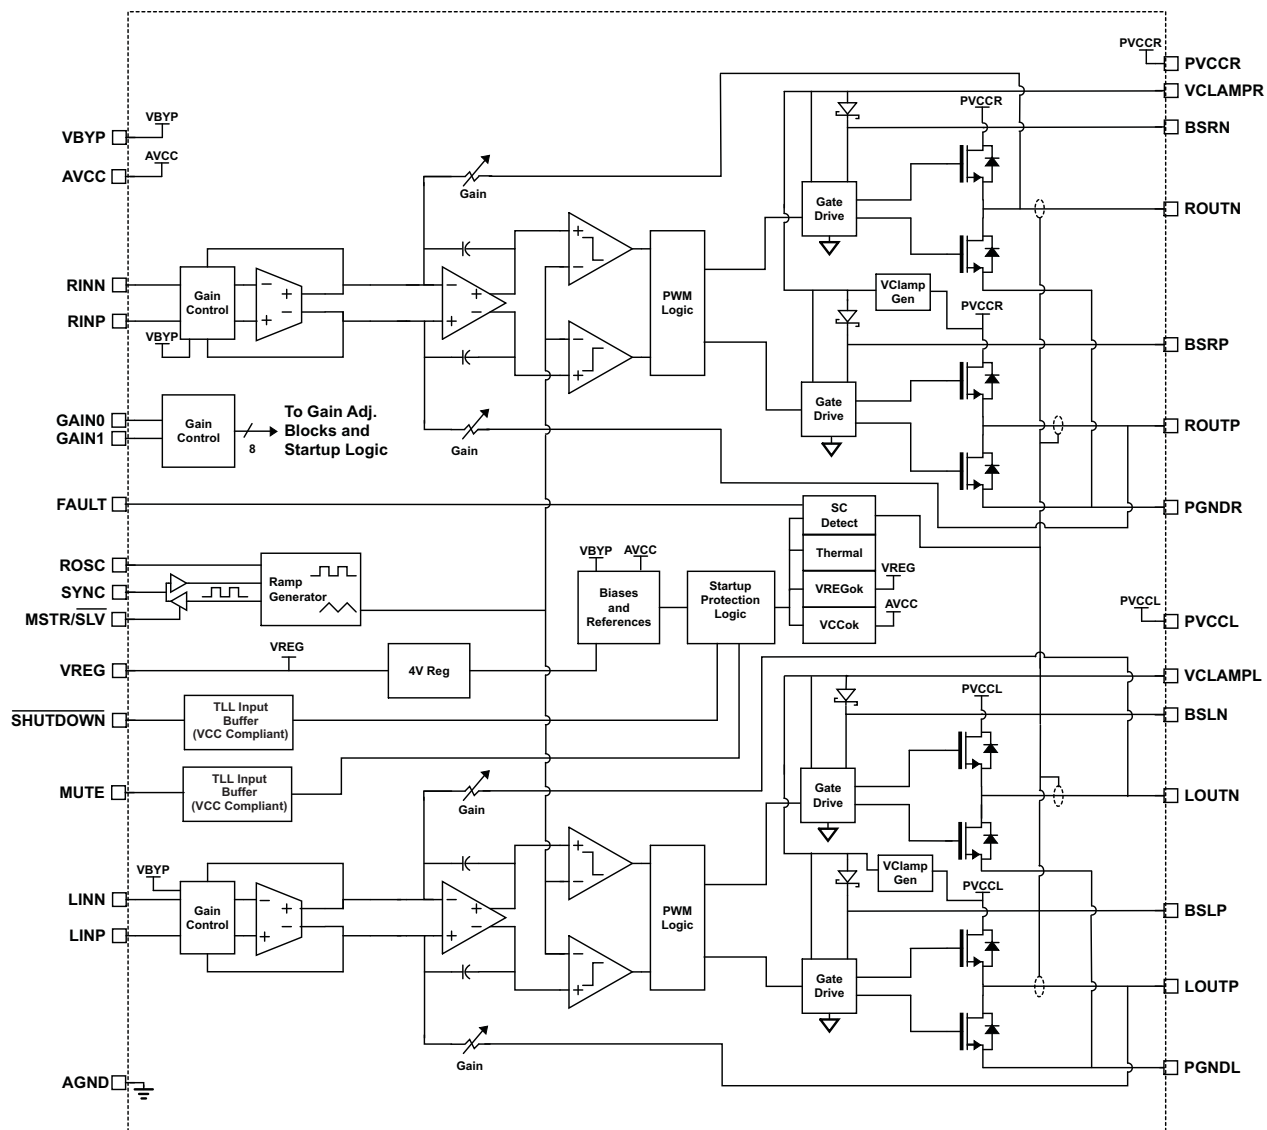 PVCCR
PVCCR
VCLAMPR
VBYP
VBYP
PVCCR
BSRN
AVCC
AVCC
Gain
Gate
Drive
ROUTN
RINN
Gain
Control
PWM
Logic
VClamp
Gen
PVCCR
RINP
VBYP
BSRP
GAIN0
GAIN1
Gain
Control
8
To Gain Adj.
Blocks and
Startup Logic
Gain
Gate
Drive
ROUTP
FAULT
SC
Detect
PGNDR
ROSC
SYNC
MSTR/SLV
Ramp
Generator
VBYP
AVCC
Biases
and
References
Startup
Protection
Logic
Thermal
VREGok
VREG
VCCok
AVCC
PVCCL
PVCCL
VREG
VREG
4V Reg
VCLAMPL
PVCCL
SHUTDOWN
TLL Input
Buffer
(VCC Compliant)
BSLN
MUTE
TLL Input
Buffer
(VCC Compliant)
Gain
Gate
Drive
LOUTN
VBYP
VClamp
Gen
PVCCL
LINN
LINP
Gain
Control
PWM
Logic
BSLP
Gate
Drive
LOUTP
Gain
PGNDL
AGND